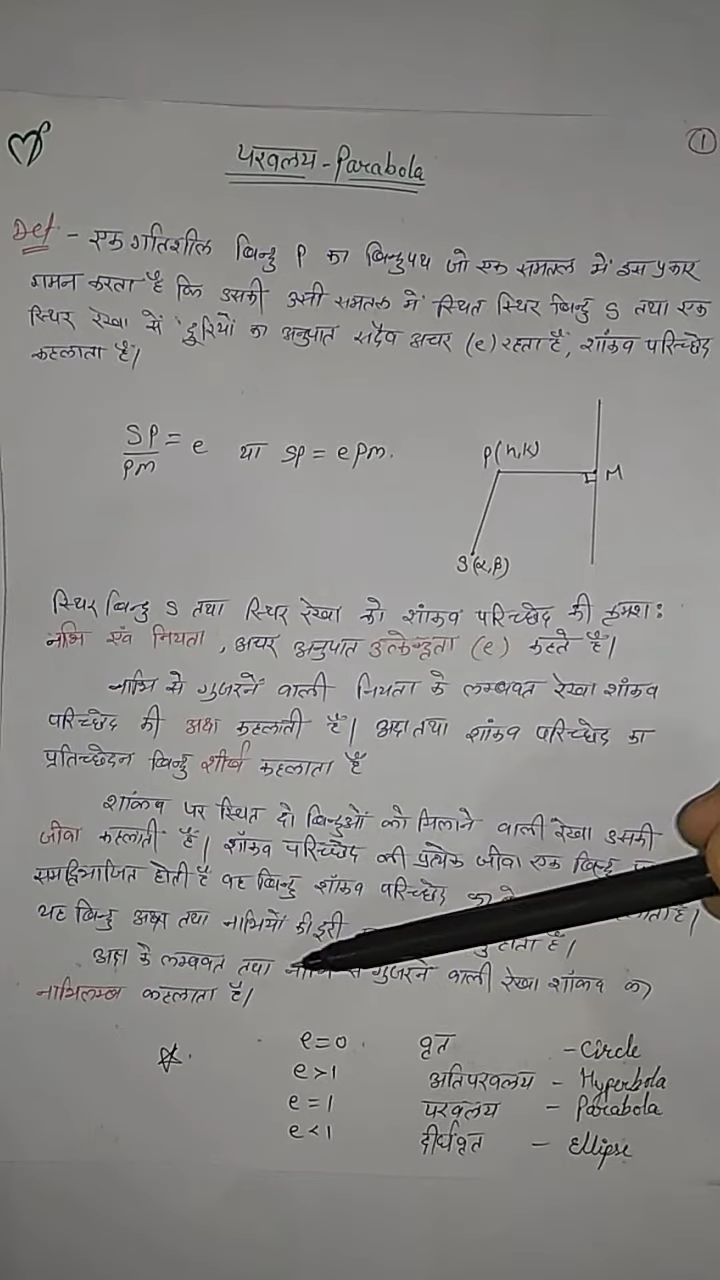 1
परवलय - Parabola
Def - एक गतिशील बिन्दु P का बिन्दुपथ जो एक समतल में इस प्रकार
गमन करता है कि उसकी उसी समतल में स्थित स्थिर बिन्दु S तथा एक
स्थिर रेखा से दूरियों का अनुपात सदैव अचर (e) रहता है, शांकव परिच्छेद
कहलाता है।
SP/PM = e या SP = e PM.
P(h,k)
M
S(α,β)
स्थिर बिन्दु S तथा स्थिर रेखा को शांकव परिच्छेद की क्रमश:
नाभि एवं नियता, अचर अनुपात उत्केन्द्रता (e) कहते हैं।
नाभि से गुजरने वाली नियता के लम्बवत रेखा शांकव
परिच्छेद की अक्ष कहलाती है। अक्ष तथा शांकव परिच्छेद का
प्रतिच्छेदन बिन्दु शीर्ष कहलाता है
शांकव पर स्थित दो बिन्दुओं को मिलाने वाली रेखा उसकी
जीवा कहलाती है। शांकव परिच्छेद की प्रत्येक जीवा एक बिन्दु
समद्विभाजित होती है वह बिन्दु शांकव परिच्छेद का
यह बिन्दु अक्ष तथा नाभियों की दूरी होता है।
अक्ष के लम्बवत तथा से गुजरने वाली रेखा शांकव का
नाभिलम्ब कहलाता है।
e=0 वृत - Circle
e>1 अतिपरवलय - Hyperbola
e=1 परवलय - Parabola
e<1 दीर्घवृत - Ellipse